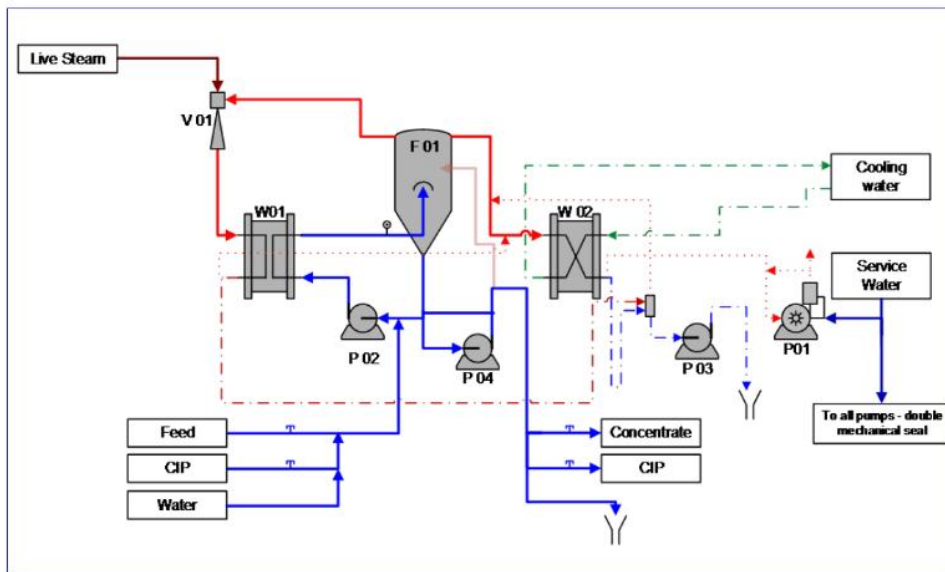 Live Steam
V 01
F 01
W01
W 02
Cooling
water
Service
Water
P 02
P 04
P 03
P01
To all pumps - double
mechanical seal
Feed
CIP
Water
Concentrate
CIP